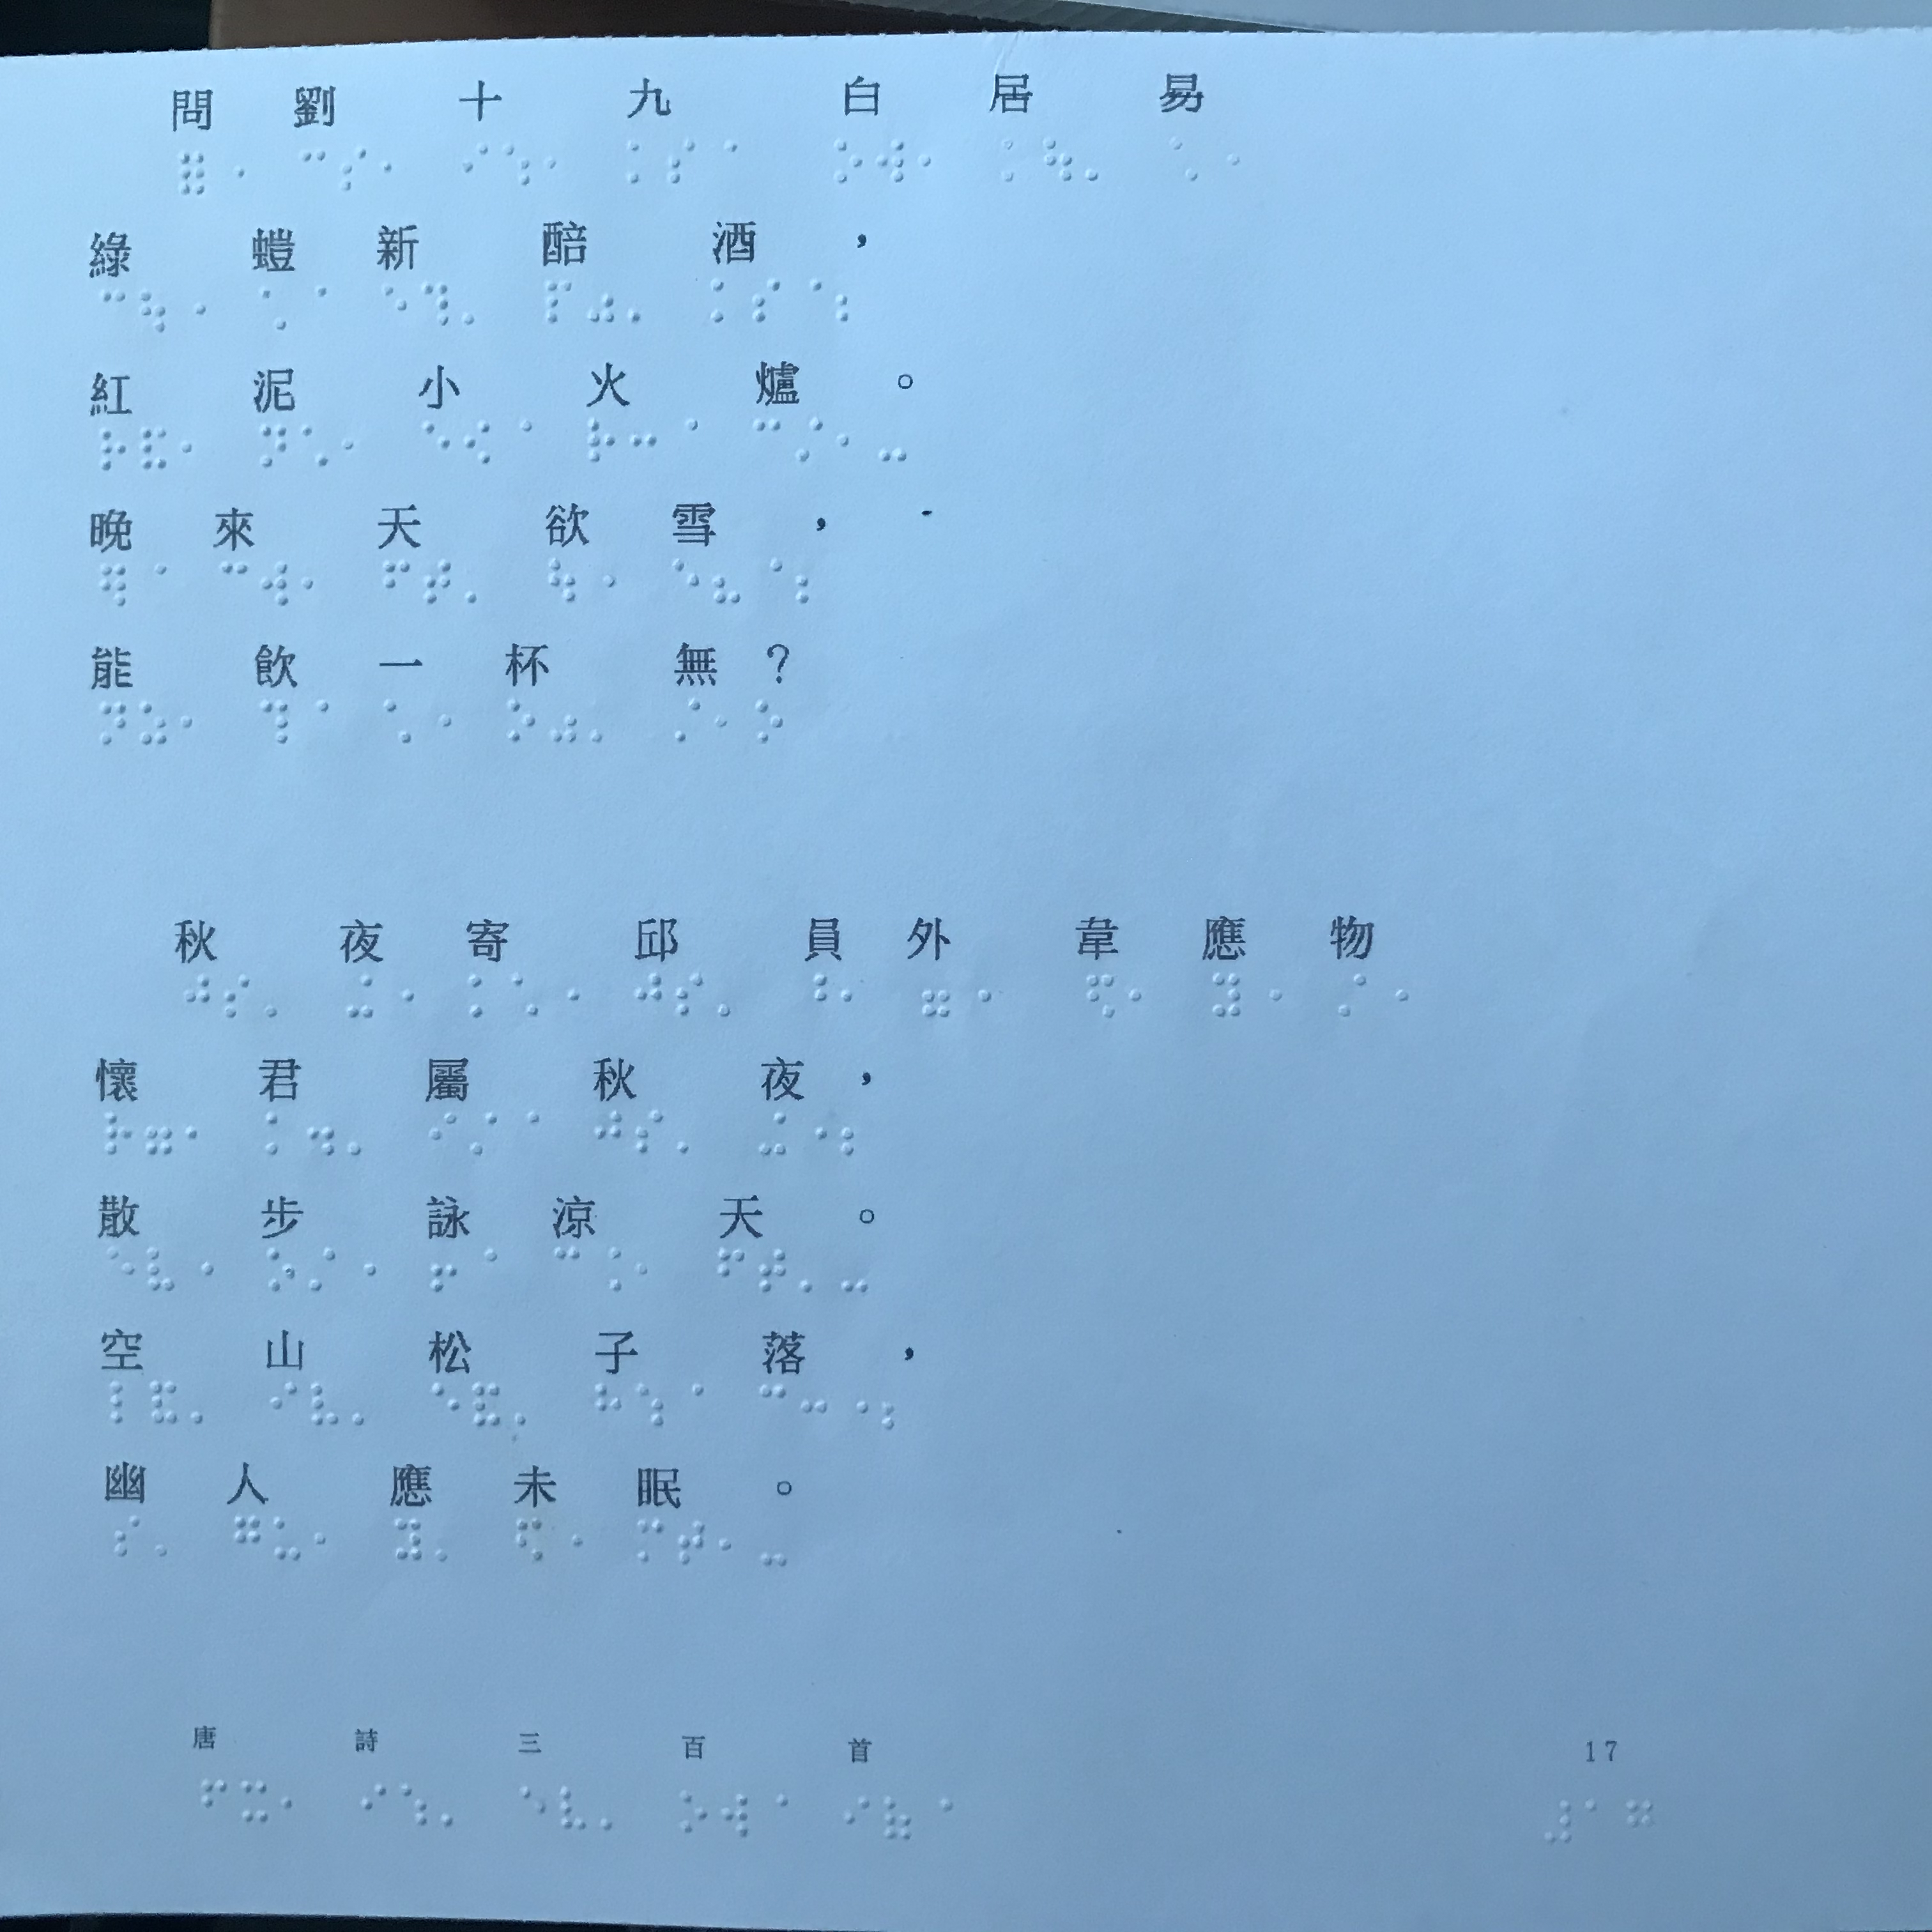 問劉十九 白居易
綠螘新醅酒，
紅泥小火爐。
晚來天欲雪，
能飲一杯無？
秋夜寄邱員外 韋應物
懷君屬秋夜，
散步詠涼天。
空山松子落，
幽人應未眠。
唐詩三百首 17